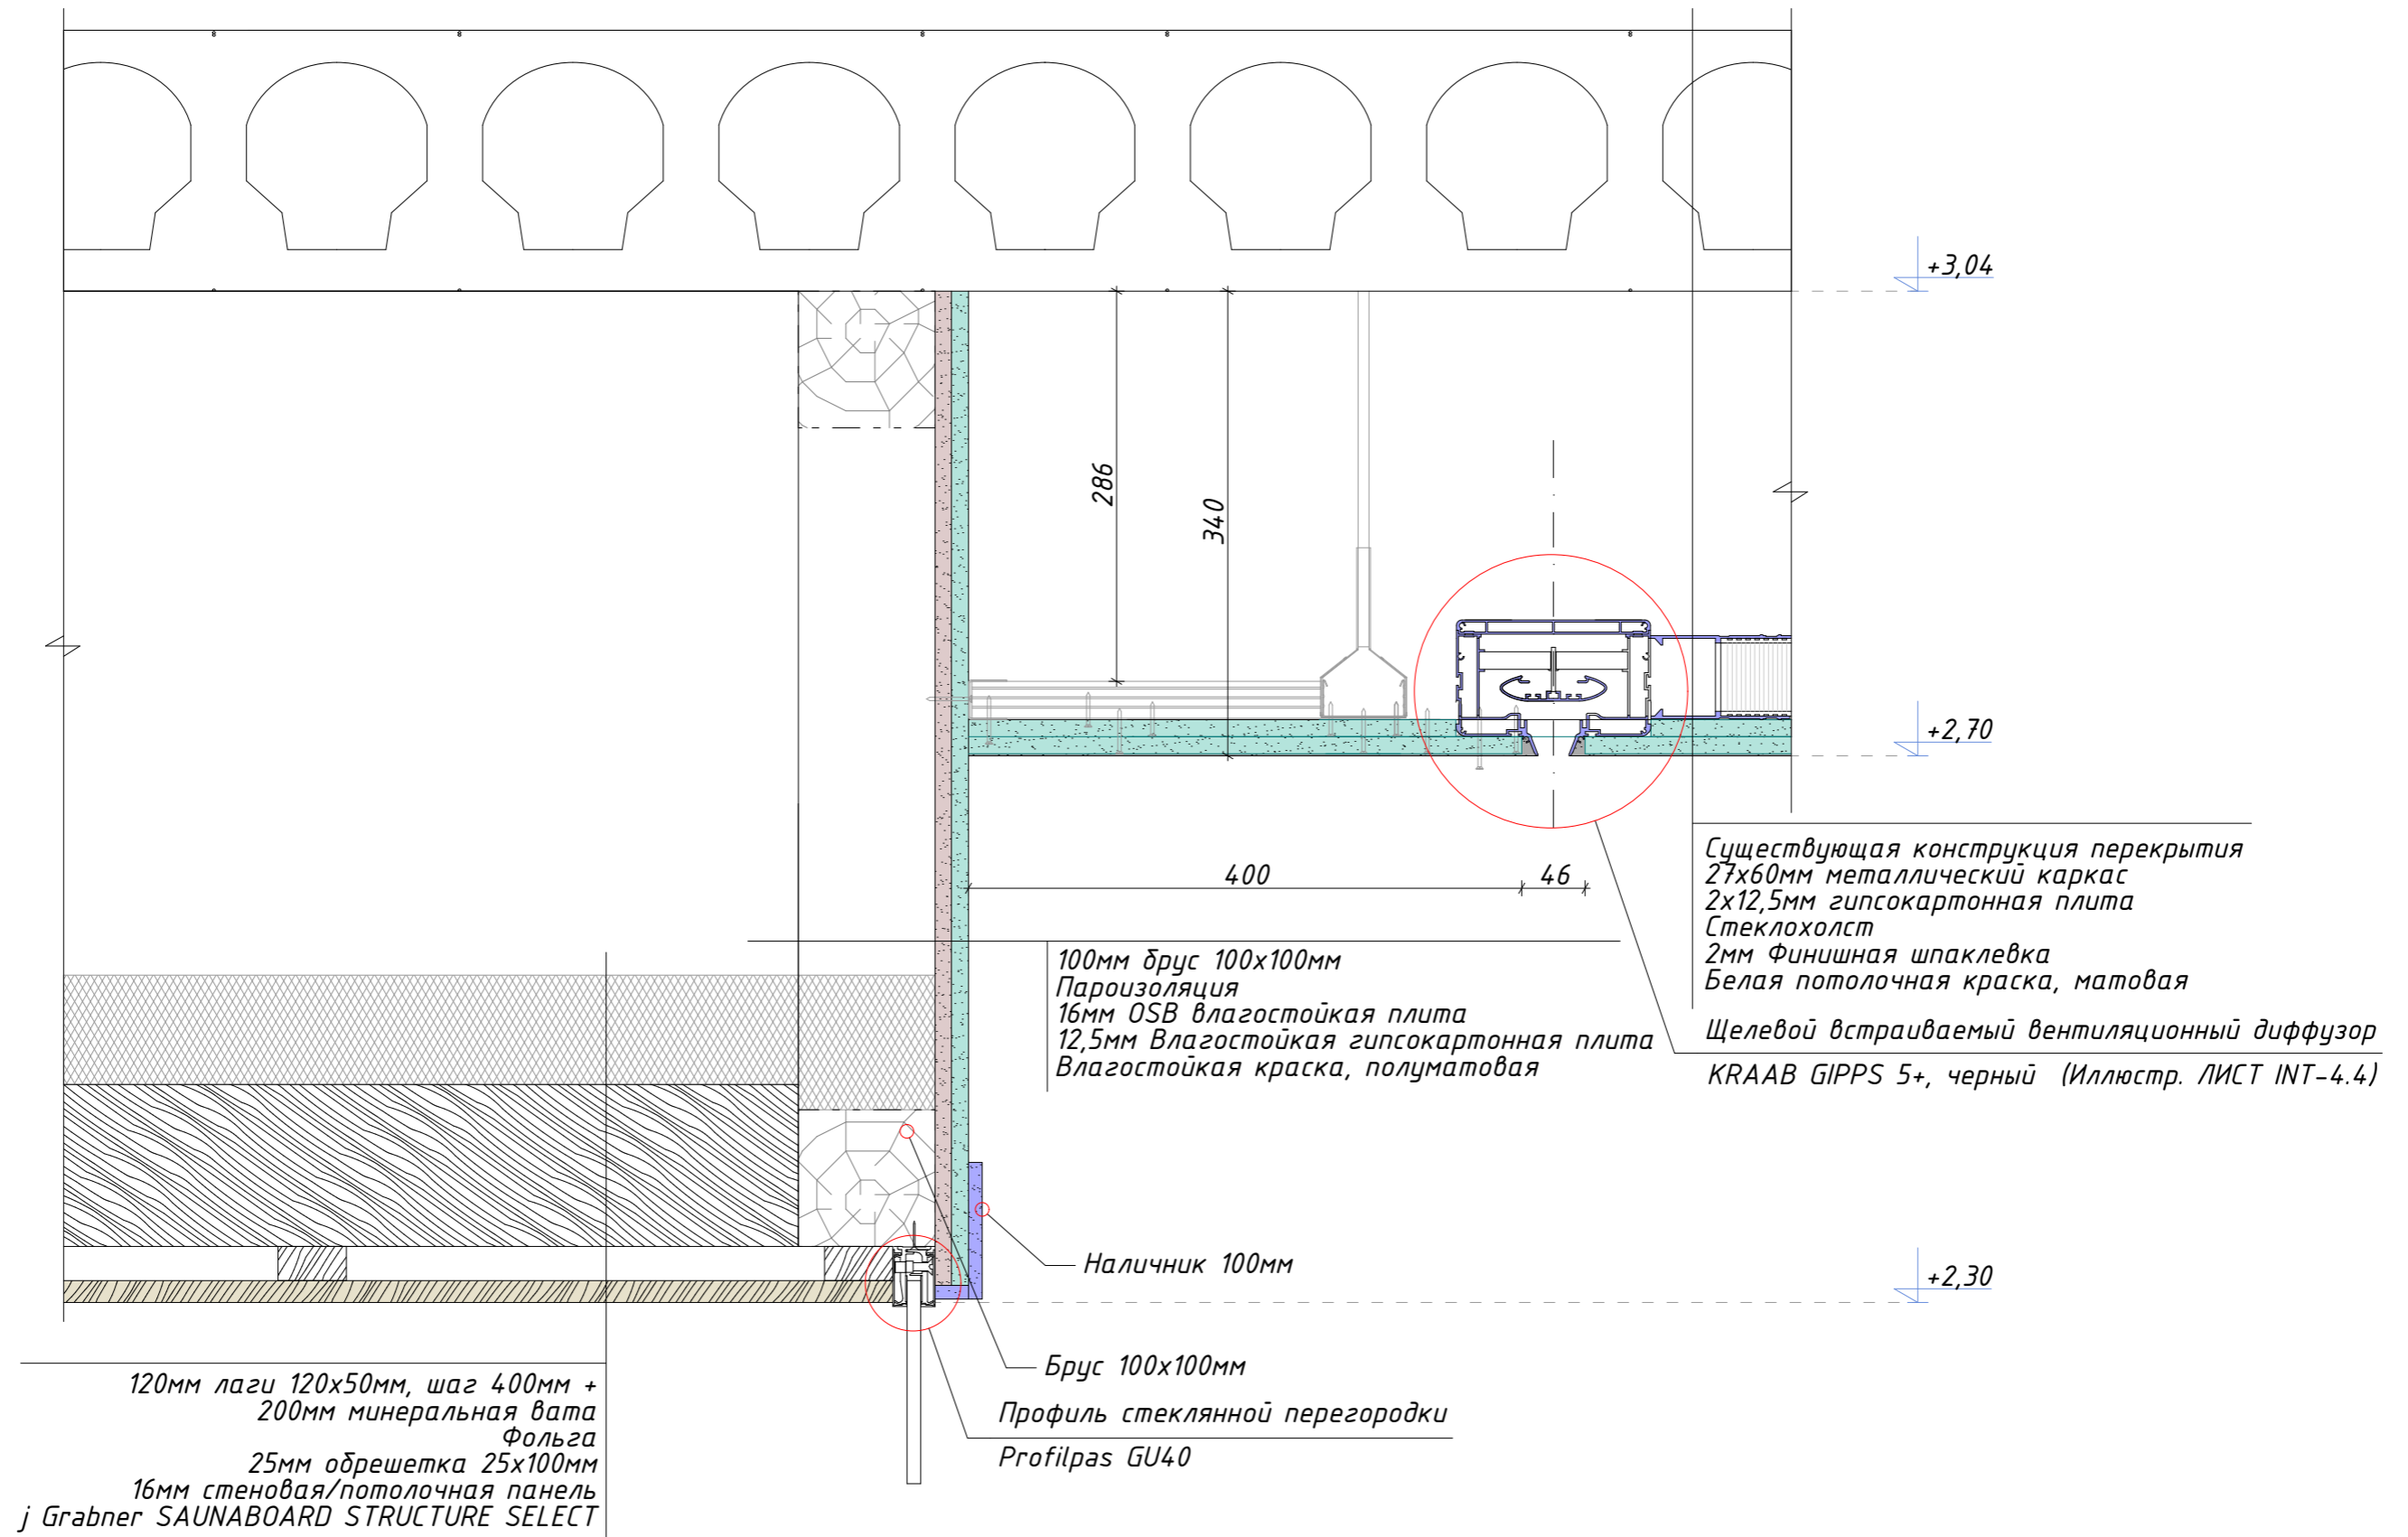 +3,04
286
340
+2,70
400
46
Существующая конструкция перекрытия
27х60мм металлический каркас
2х12,5мм гипсокартонная плита
Стеклохолст
2мм Финишная шпаклевка
Белая потолочная краска, матовая
100мм брус 100х100мм
Пароизоляция
16мм OSB влагостойкая плита
12,5мм Влагостойкая гипсокартонная плита
Влагостойкая краска, полуматовая
Щелевой встраиваемый вентиляционный диффузор
KRAAB GIPPS 5+, черный (Иллюстр. ЛИСТ INT-4.4)
Наличник 100мм
+2,30
Брус 100х100мм
Профиль стеклянной перегородки
Profilpas GU40
120мм лаги 120х50мм, шаг 400мм +
200мм минеральная вата
Фольга
25мм обрешетка 25х100мм
16мм стеновая/потолочная панель
j Grabner SAUNABOARD STRUCTURE SELECT